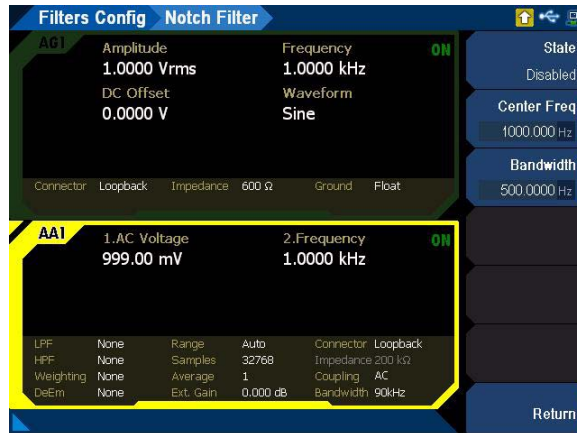 Filters Config Notch Filter
AG1
Amplitude Frequency ON
1.0000 Vrms 1.0000 kHz
DC Offset Waveform
0.0000 V Sine
Connector Loopback Impedance 600 Ω Ground Float
AA1
1.AC Voltage 2.Frequency ON
999.00 mV 1.0000 kHz
LPF None Range Auto Connector Loopback
HPF None Samples 32768 Impedance 200 kΩ
Weighting None Average 1 Coupling AC
DeEm None Ext. Gain 0.000 dB Bandwidth 90kHz
State
Disabled
Center Freq
1000.000 Hz
Bandwidth
500.0000 Hz
Return